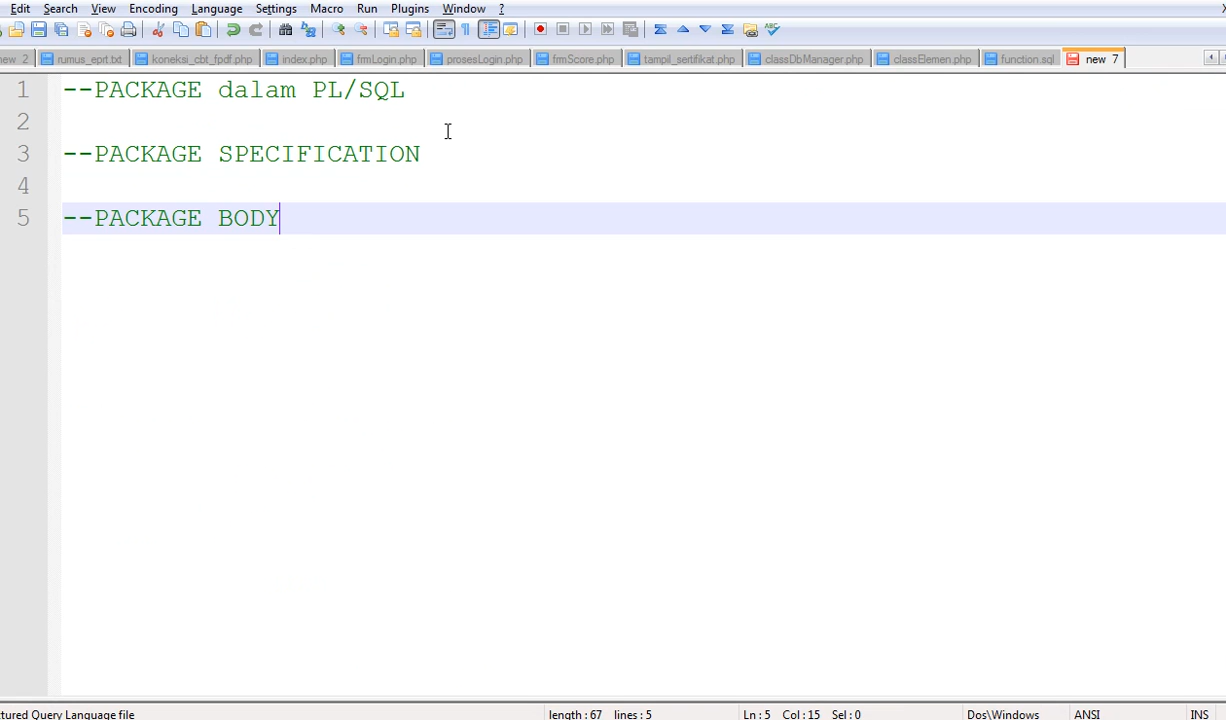 Edit Search View Encoding Language Settings Macro Run Plugins Window ?
new 2 rumus_eprt.txt koneksi_cbt_fpdf.php index.php frmLogin.php prosesLogin.php frmScore.php tampil_sertifikat.php classDbManager.php classElemen.php function.sql new 7
1 --PACKAGE dalam PL/SQL
2
3 --PACKAGE SPECIFICATION
4
5 --PACKAGE BODY
tured Query Language file length : 67 lines : 5 Ln : 5 Col : 15 Sel : 0 Dos\Windows ANSI INS